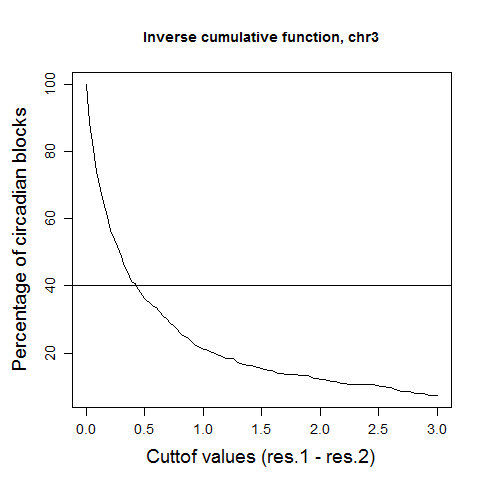 Inverse cumulative function, chr3
Percentage of circadian blocks
100
80
60
40
20
0.0 0.5 1.0 1.5 2.0 2.5 3.0
Cuttof values (res.1 - res.2)